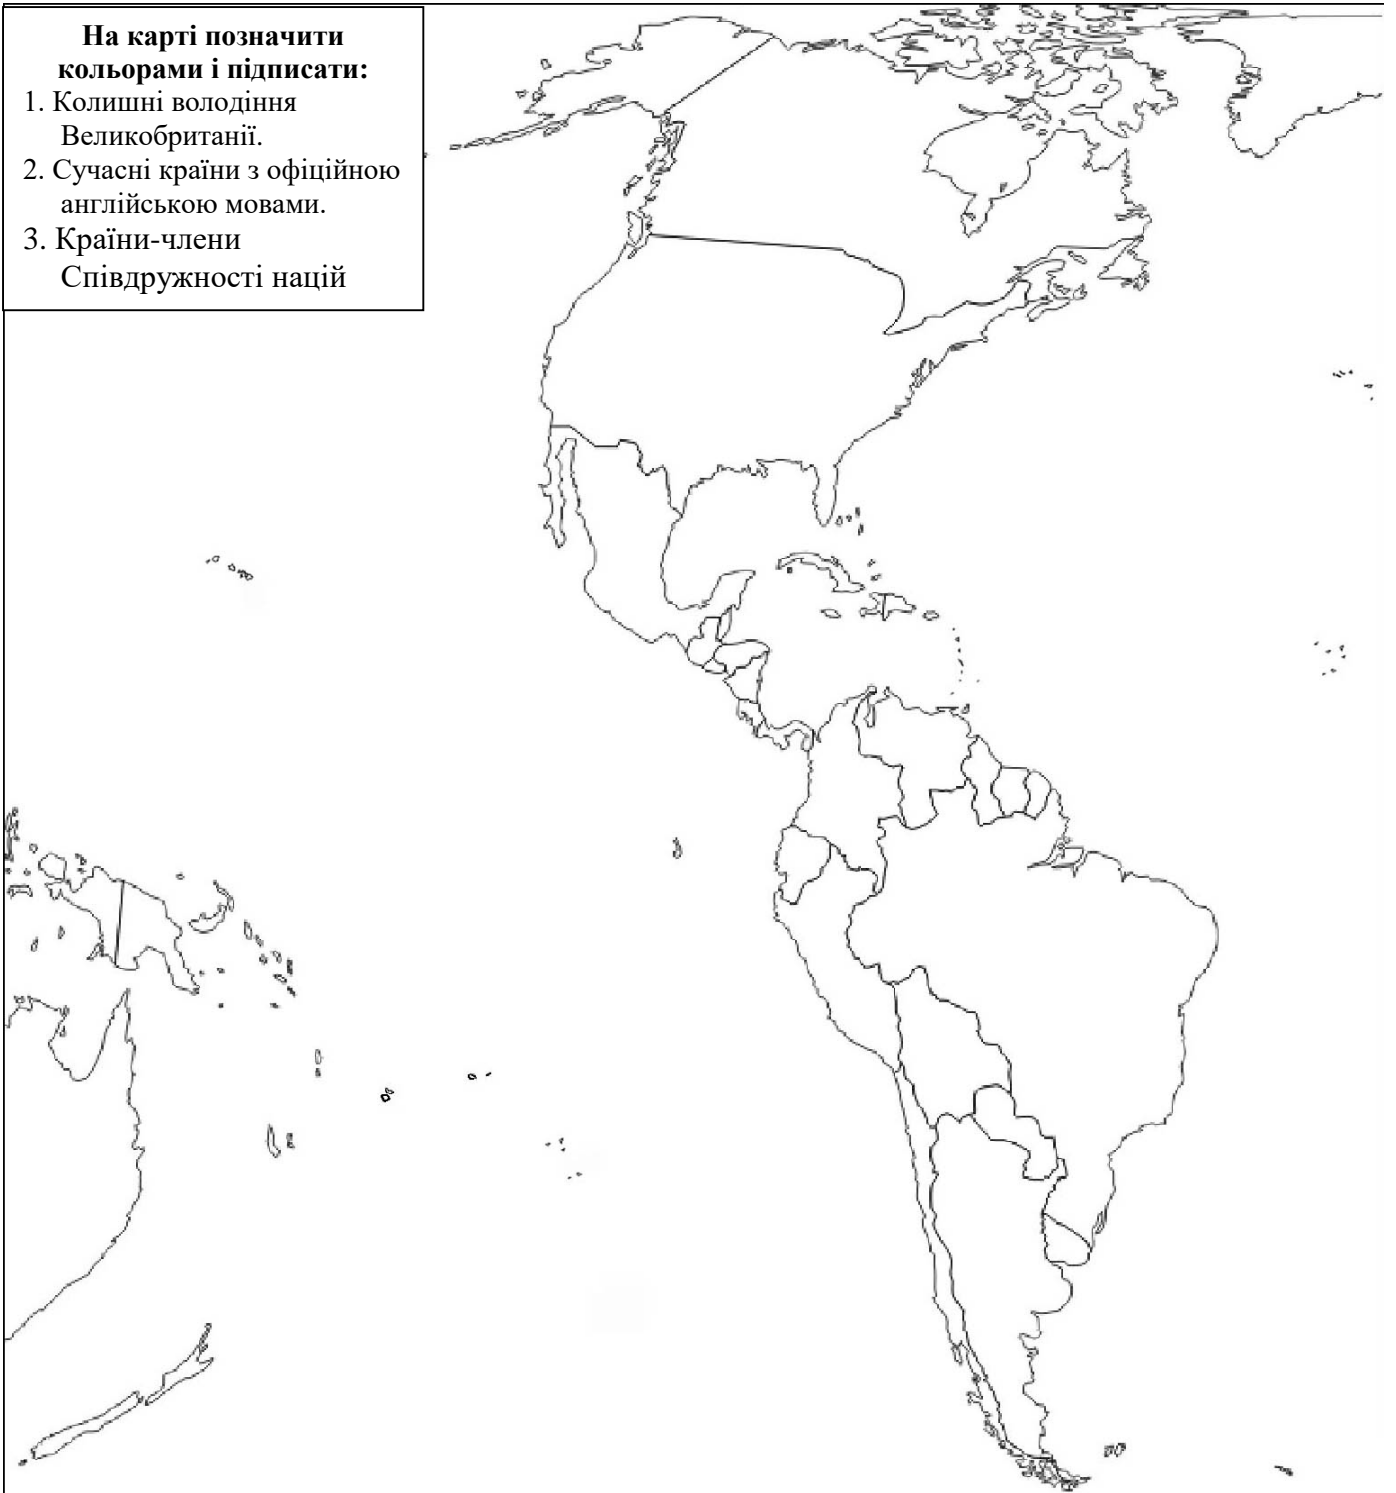 На карті позначити
кольорами і підписати:
1. Колишні володіння
Великобританії.
2. Сучасні країни з офіційною
англійською мовами.
3. Країни-члени
Співдружності націй